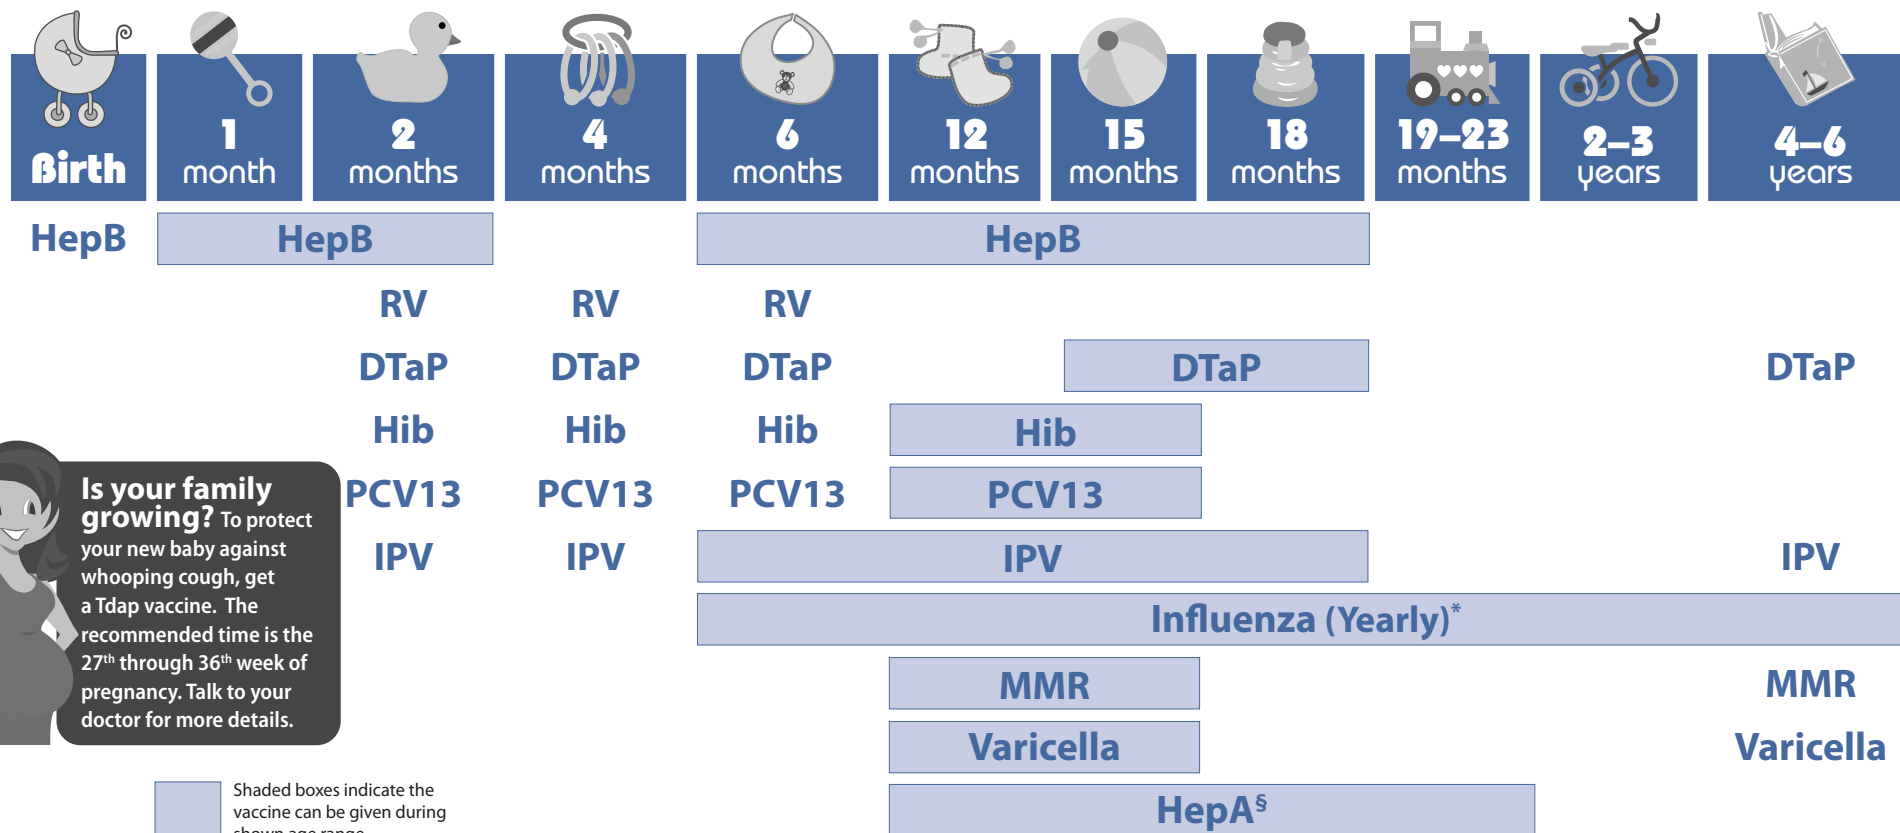 Birth
1
month
2
months
4
months
6
months
12
months
15
months
18
months
19–23
months
2–3
years
4–6
years
HepB HepB HepB
RV RV RV
DTaP DTaP DTaP DTaP DTaP
Hib Hib Hib Hib
PCV13 PCV13 PCV13 PCV13
IPV IPV IPV IPV
Influenza (Yearly)*
MMR MMR
Varicella Varicella
HepA§
Is your family
growing? To protect
your new baby against
whooping cough, get
a Tdap vaccine. The
recommended time is the
27th through 36th week of
pregnancy. Talk to your
doctor for more details.
Shaded boxes indicate the
vaccine can be given during
shown age range.